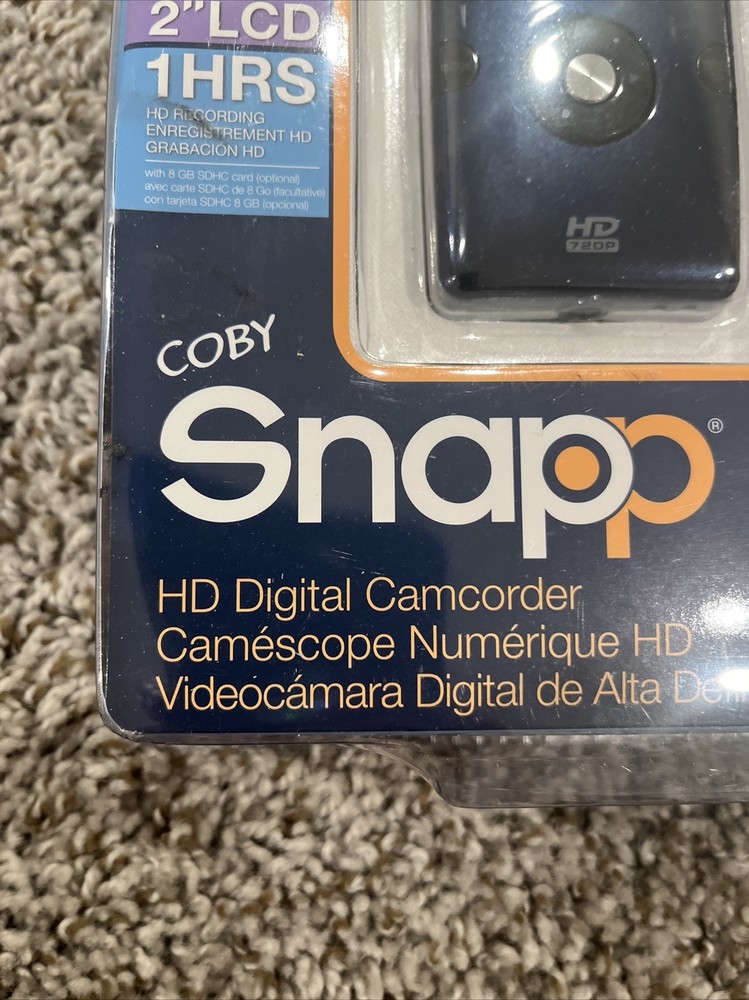 2"LCD
1HRS
HD RECORDING
ENREGISTREMENT HD
GRABACIÓN HD
with 8 GB SDHC card (optional)
avec carte SDHC de 8 Go (facultative)
con tarjeta SDHC 8 GB (opcional)
HD
720P
COBY
Snapp®
HD Digital Camcorder
Caméscope Numérique HD
Videocámara Digital de Alta